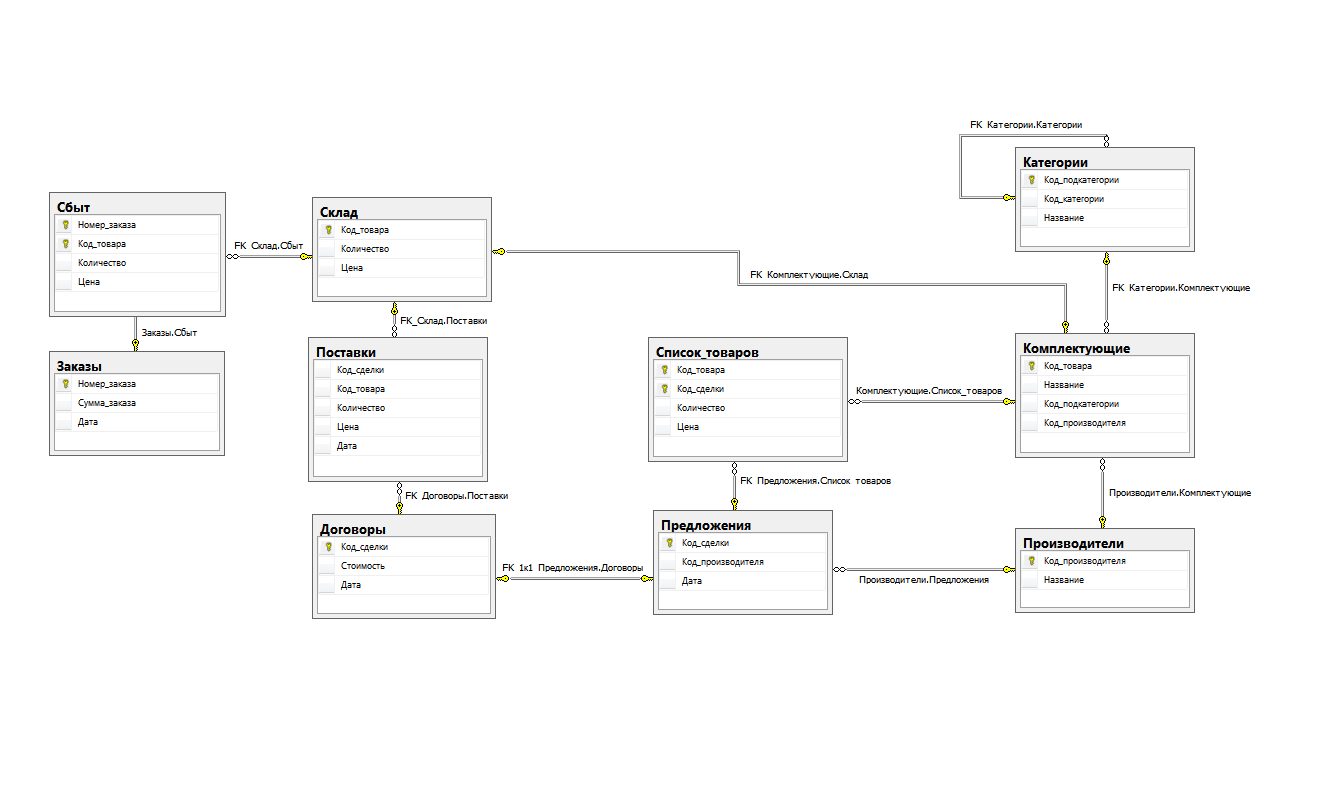 FK Категории.Категории
Категории
Код_подкатегории
Код_категории
Название
Сбыт
Номер_заказа
Код_товара
Количество
Цена
FK Склад.Сбыт
Склад
Код_товара
Количество
Цена
FK Комплектующие.Склад
FK Категории.Комплектующие
Заказы.Сбыт
FK_Склад.Поставки
Заказы
Номер_заказа
Сумма_заказа
Дата
Поставки
Код_сделки
Код_товара
Количество
Цена
Дата
Список_товаров
Код_товара
Код_сделки
Количество
Цена
Комплектующие.Список_товаров
Комплектующие
Код_товара
Название
Код_подкатегории
Код_производителя
FK Договоры.Поставки
FK Предложения.Список товаров
Производители.Комплектующие
Договоры
Код_сделки
Стоимость
Дата
FK 1к1 Предложения.Договоры
Предложения
Код_сделки
Код_производителя
Дата
Производители.Предложения
Производители
Код_производителя
Название